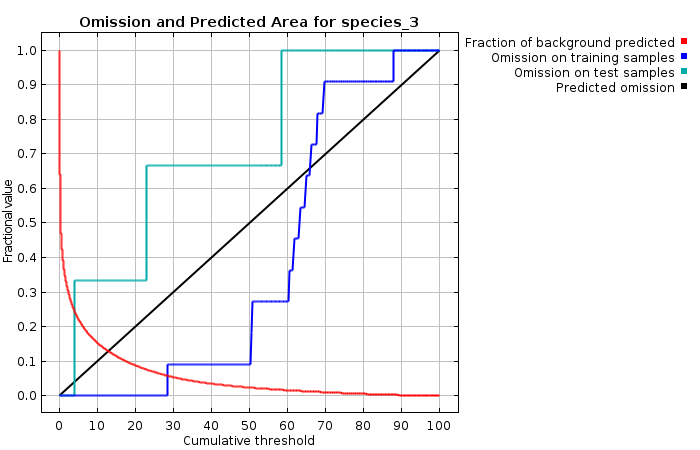 Omission and Predicted Area for species_3
Fraction of background predicted
Omission on training samples
Omission on test samples
Predicted omission
Fractional value
1.0
0.9
0.8
0.7
0.6
0.5
0.4
0.3
0.2
0.1
0.0
0 10 20 30 40 50 60 70 80 90 100
Cumulative threshold